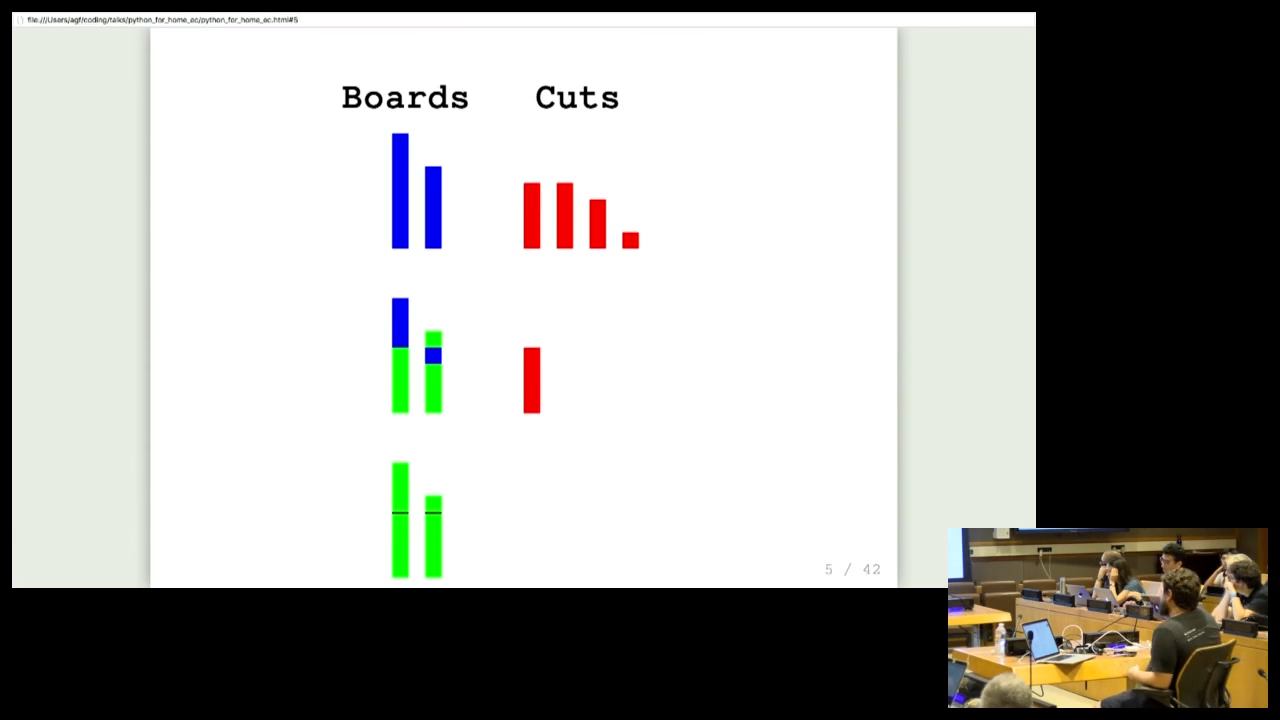 file:///Users/agf/coding/talks/python_for_home_ec/python_for_home_ec.html#5
Boards Cuts
5 / 42